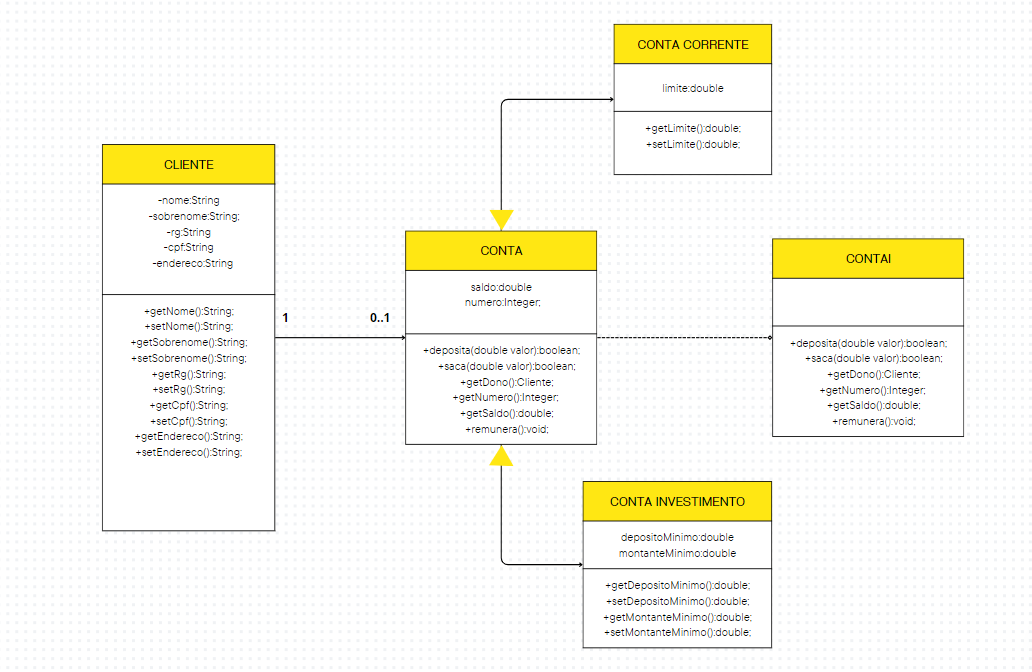 CONTA CORRENTE
limite:double
+getLimite():double;
+setLimite():double;
CLIENTE
-nome:String
-sobrenome:String;
-rg:String
-cpf:String
-endereco:String
+getNome():String;
+setNome():String;
+getSobrenome():String;
+setSobrenome():String;
+getRg():String;
+setRg():String;
+getCpf():String;
+setCpf():String;
+getEndereco():String;
+setEndereco():String;
1
0..1
CONTA
saldo:double
numero:Integer;
+deposita(double valor):boolean;
+saca(double valor):boolean;
+getDono():Cliente;
+getNumero():Integer;
+getSaldo():double;
+remunera():void;
CONTAI
+deposita(double valor):boolean;
+saca(double valor):boolean;
+getDono():Cliente;
+getNumero():Integer;
+getSaldo():double;
+remunera():void;
CONTA INVESTIMENTO
depositoMinimo:double
montanteMinimo:double
+getDepositoMinimo():double;
+setDepositoMinimo():double;
+getMontanteMinimo():double;
+setMontanteMinimo():double;